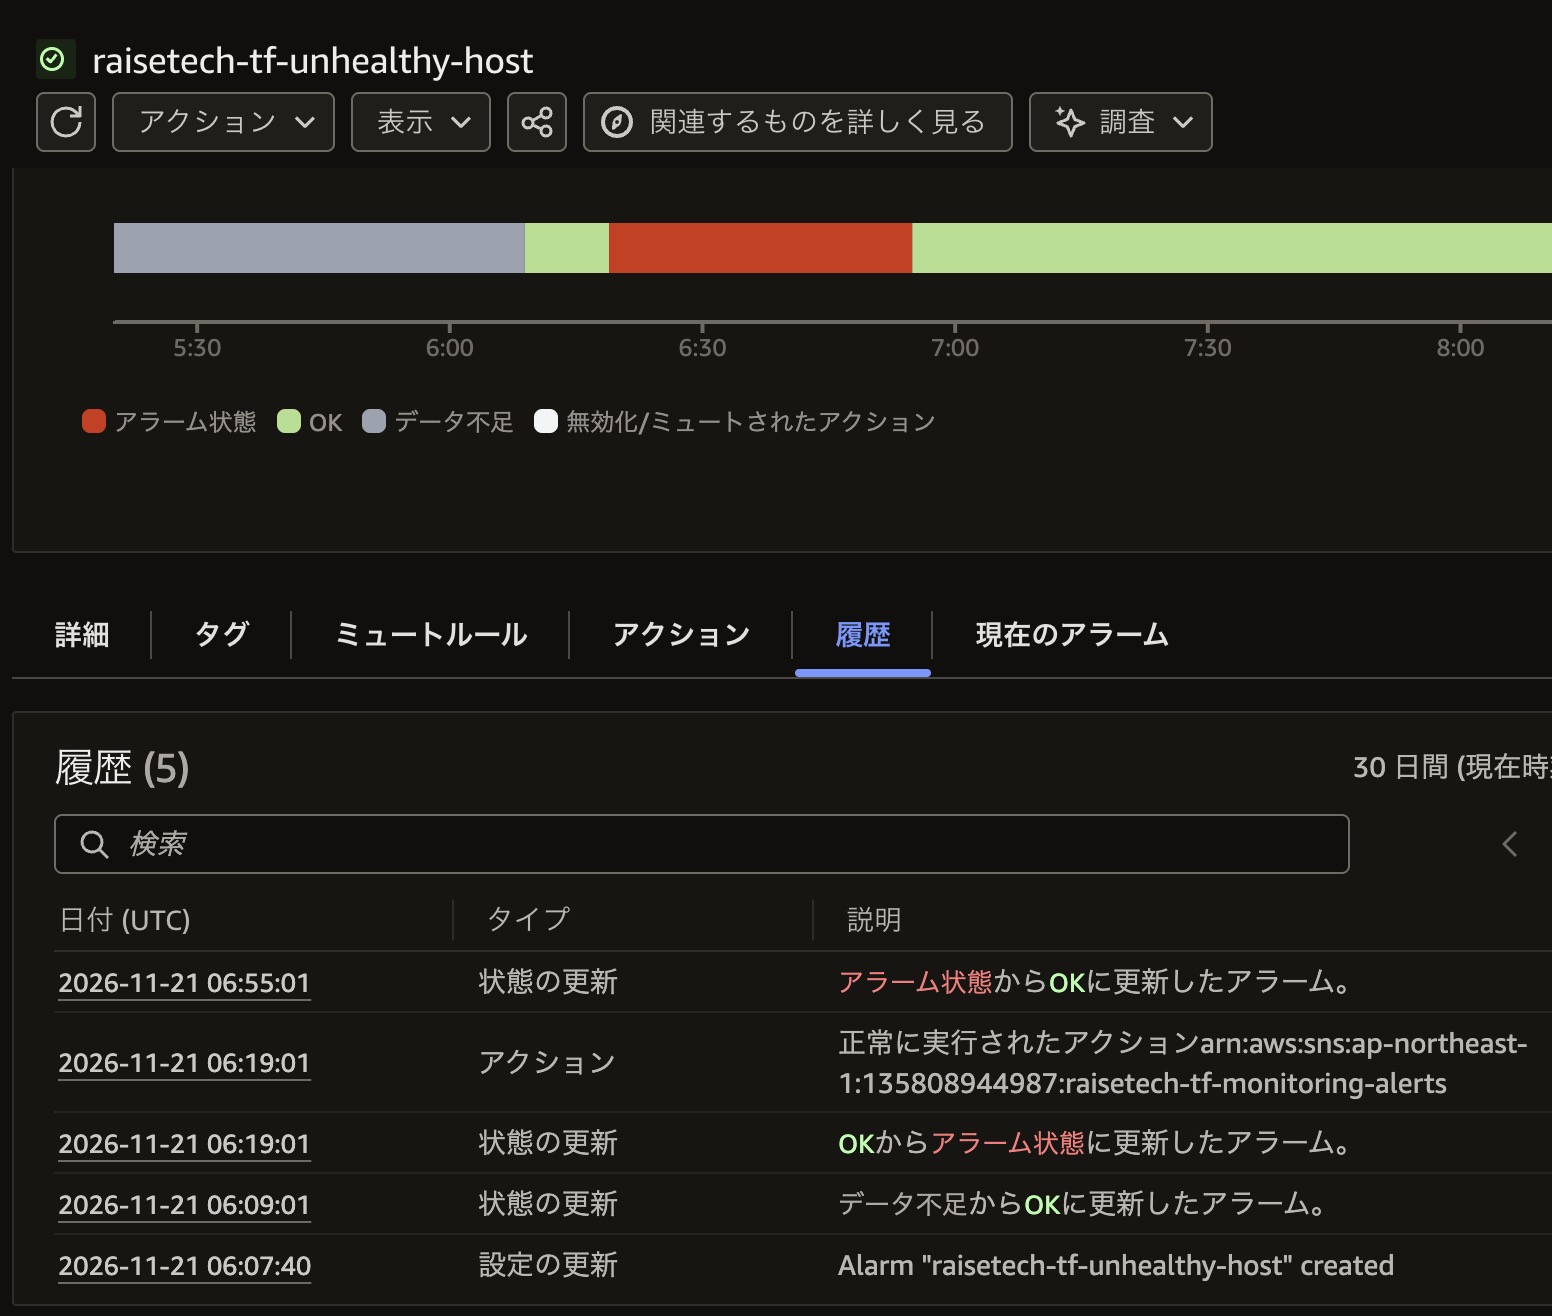 raisetech-tf-unhealthy-host
アクション 表示 関連するものを詳しく見る 調査
5:30 6:00 6:30 7:00 7:30 8:00
アラーム状態 OK データ不足 無効化/ミュートされたアクション
詳細 タグ ミュートルール アクション 履歴 現在のアラーム
履歴 (5)
30 日間 (現在時
検索
日付 (UTC) タイプ 説明
2026-11-21 06:55:01 状態の更新 アラーム状態からOKに更新したアラーム。
2026-11-21 06:19:01 アクション 正常に実行されたアクションarn:aws:sns:ap-northeast-
1:135808944987:raisetech-tf-monitoring-alerts
2026-11-21 06:19:01 状態の更新 OKからアラーム状態に更新したアラーム。
2026-11-21 06:09:01 状態の更新 データ不足からOKに更新したアラーム。
2026-11-21 06:07:40 設定の更新 Alarm "raisetech-tf-unhealthy-host" created